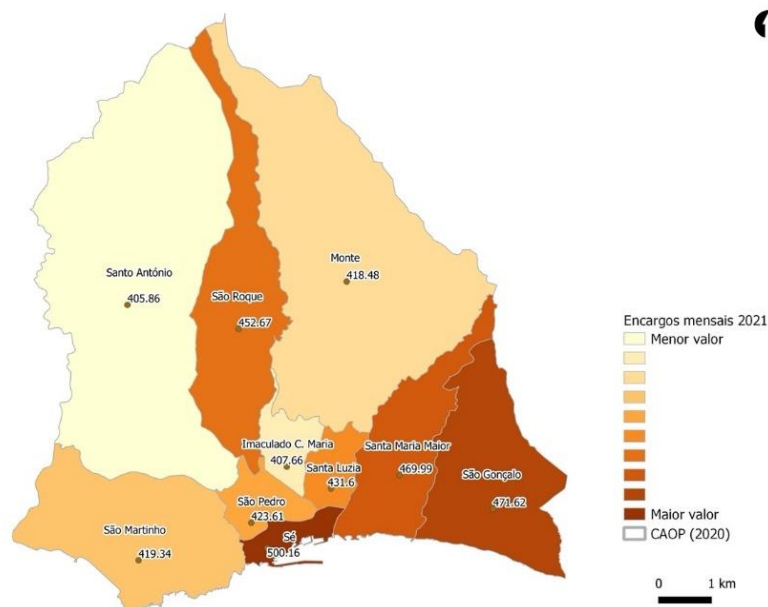 Monte
418.48
Santo António
405.86
São Roque
452.67
Imaculado C. Maria
407.66
Santa Luzia
431.6
Santa Maria Maior
469.99
São Gonçalo
471.62
São Pedro
423.61
São Martinho
419.34
Sé
500.16
Encargos mensais 2021
Menor valor
Maior valor
CAOP (2020)
0 1 km